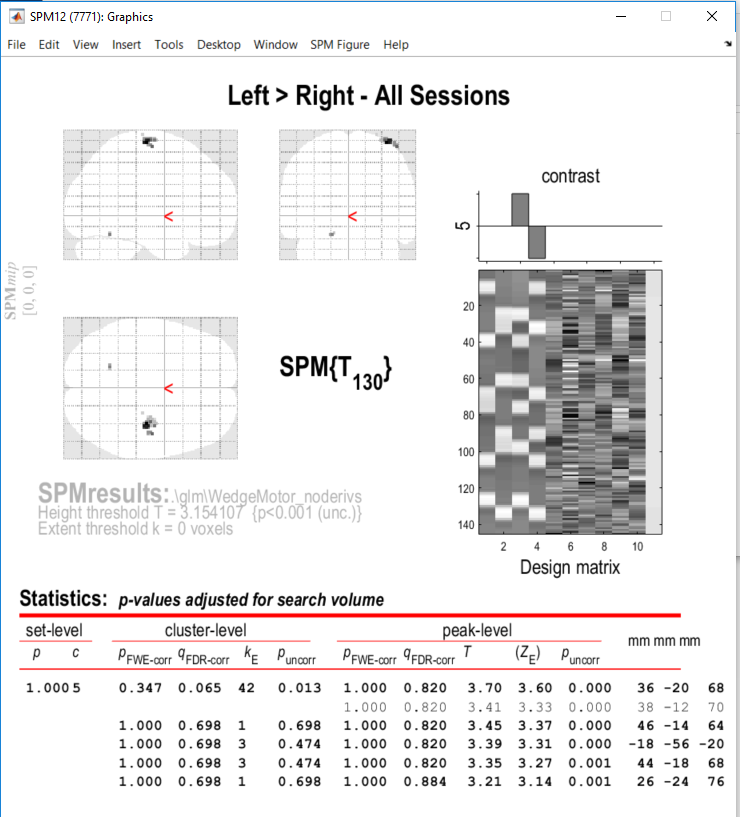 SPM12 (7771): Graphics
File Edit View Insert Tools Desktop Window SPM Figure Help
Left > Right - All Sessions
SPMmip
[0, 0, 0]
<
<
<
SPM{T130}
contrast
5
20
40
60
80
100
120
140
2 4 6 8 10
Design matrix
SPMresults: .\glm\WedgeMotor_noderivs
Height threshold T = 3.154107 {p<0.001 (unc.)}
Extent threshold k = 0 voxels
Statistics: p-values adjusted for search volume
set-level cluster-level peak-level mm mm mm
p c pFWE-corr qFDR-corr kE puncorr pFWE-corr qFDR-corr T (ZE) puncorr
1.000 5 0.347 0.065 42 0.013 1.000 0.820 3.70 3.60 0.000 36 -20 68
1.000 0.820 3.41 3.33 0.000 38 -12 70
1.000 0.698 1 0.698 1.000 0.820 3.45 3.37 0.000 46 -14 64
1.000 0.698 3 0.474 1.000 0.820 3.39 3.31 0.000 -18 -56 -20
1.000 0.698 3 0.474 1.000 0.820 3.35 3.27 0.001 44 -18 68
1.000 0.698 1 0.698 1.000 0.884 3.21 3.14 0.001 26 -24 76